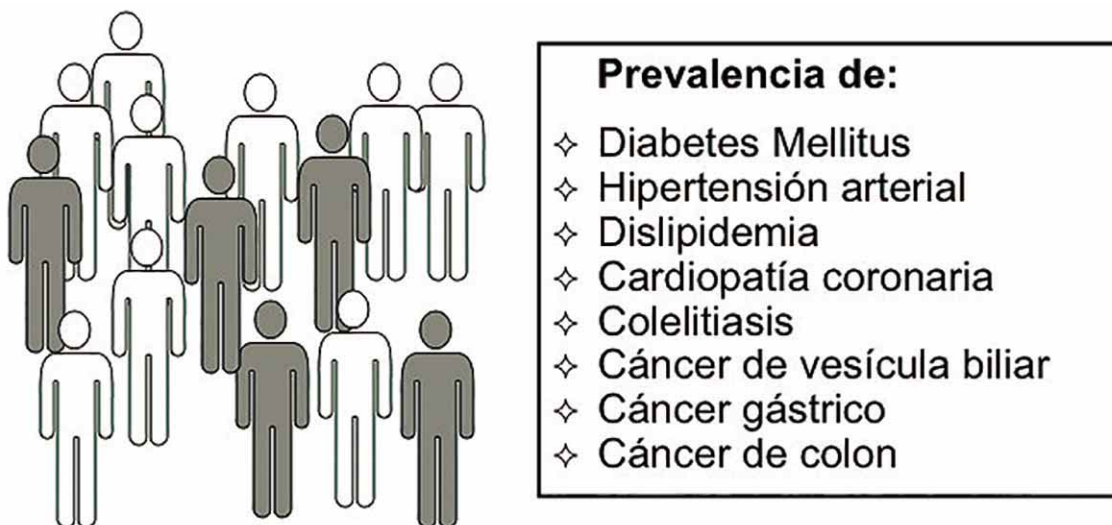 Prevalencia de:
✧ Diabetes Mellitus
✧ Hipertensión arterial
✧ Dislipidemia
✧ Cardiopatía coronaria
✧ Colelitiasis
✧ Cáncer de vesícula biliar
✧ Cáncer gástrico
✧ Cáncer de colon